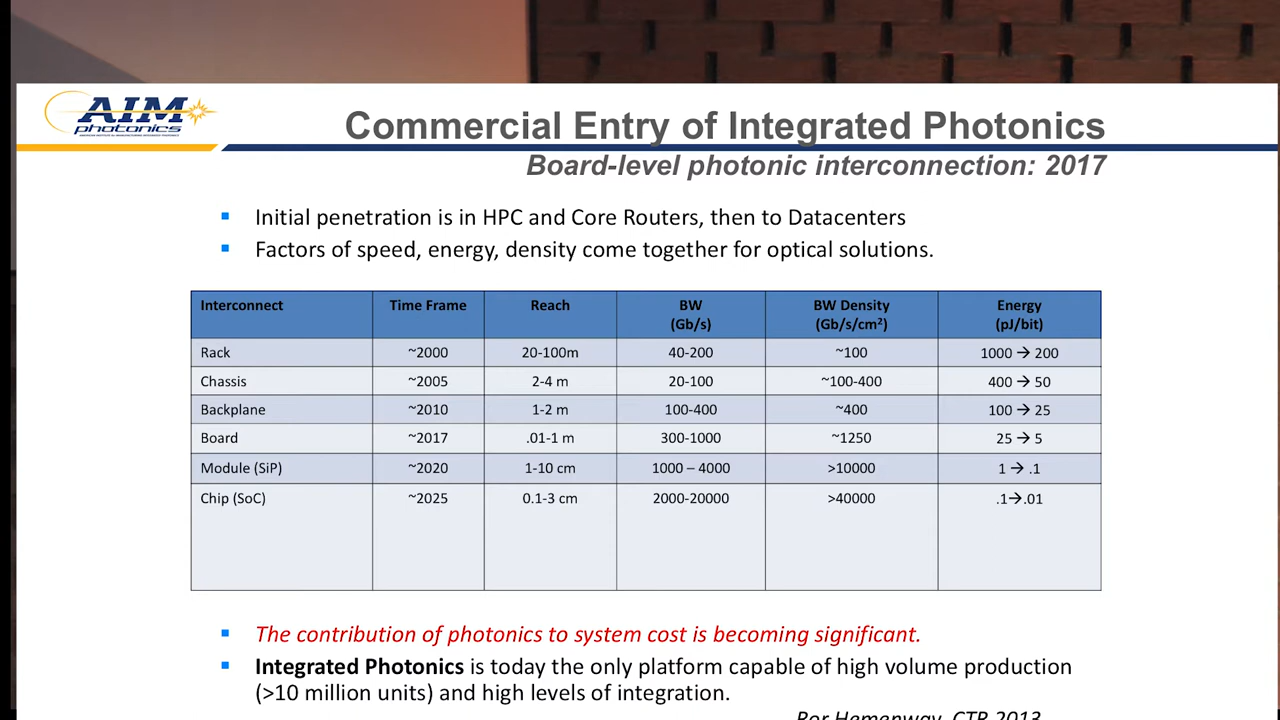 AIM
photonics
AMERICAN INSTITUTE FOR MANUFACTURING INTEGRATED PHOTONICS
Commercial Entry of Integrated Photonics
Board-level photonic interconnection: 2017
▪ Initial penetration is in HPC and Core Routers, then to Datacenters
▪ Factors of speed, energy, density come together for optical solutions.
Interconnect Time Frame Reach BW BW Density Energy
(Gb/s) (Gb/s/cm²) (pJ/bit)
Rack ~2000 20-100m 40-200 ~100 1000 → 200
Chassis ~2005 2-4 m 20-100 ~100-400 400 → 50
Backplane ~2010 1-2 m 100-400 ~400 100 → 25
Board ~2017 .01-1 m 300-1000 ~1250 25 → 5
Module (SiP) ~2020 1-10 cm 1000 – 4000 >10000 1 → .1
Chip (SoC) ~2025 0.1-3 cm 2000-20000 >40000 .1→.01
▪ The contribution of photonics to system cost is becoming significant.
▪ Integrated Photonics is today the only platform capable of high volume production
(>10 million units) and high levels of integration.
Ror Hemenway, CTR 2013